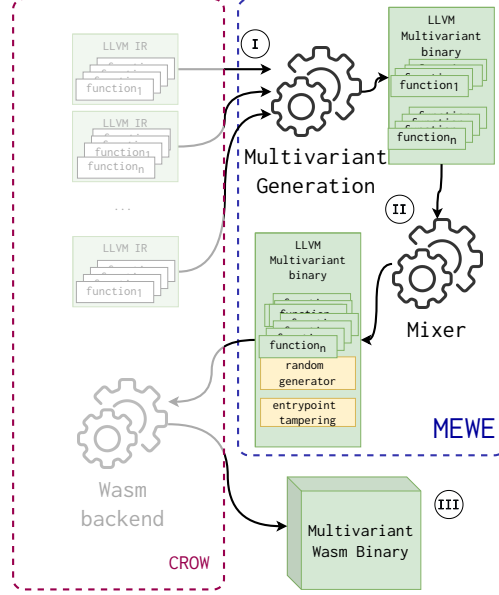 LLVM IR
function1
LLVM IR
function1
functionn
...
LLVM IR
function1
I
Multivariant
Generation
LLVM
Multivariant
binary
function1
functionn
II
Mixer
LLVM
Multivariant
binary
functionn
random
generator
entrypoint
tampering
MEWE
Wasm
backend
CROW
Multivariant
Wasm Binary
III